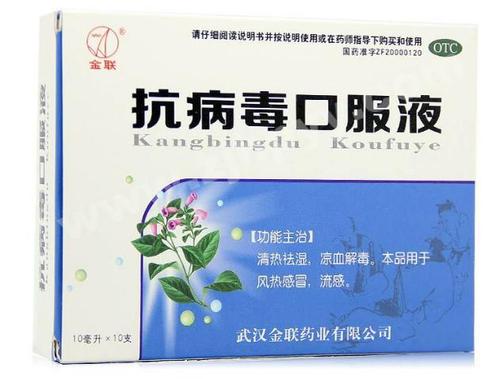 请仔细阅读说明书并按说明使用或在药师指导下购买和使用
国药准字ZF20000120
OTC
金联
抗病毒口服液
Kangbingdu Koufuye
【功能主治】
清热祛湿，凉血解毒。本品用于
风热感冒，流感。
10毫升×10支
武汉金联药业有限公司